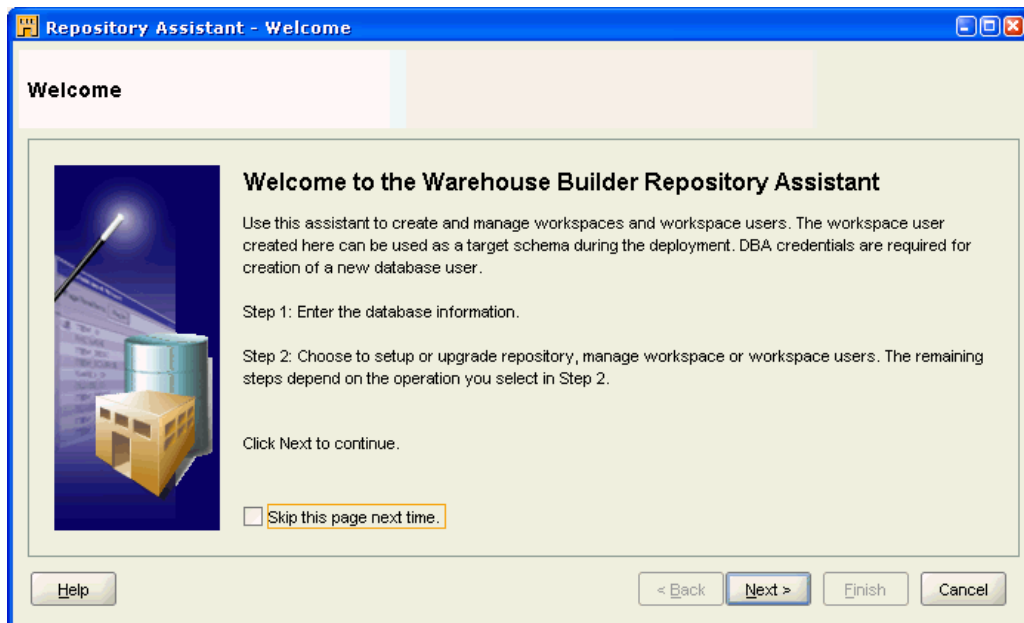 Repository Assistant - Welcome
Welcome
Welcome to the Warehouse Builder Repository Assistant
Use this assistant to create and manage workspaces and workspace users. The workspace user
created here can be used as a target schema during the deployment. DBA credentials are required for
creation of a new database user.
Step 1: Enter the database information.
Step 2: Choose to setup or upgrade repository, manage workspace or workspace users. The remaining
steps depend on the operation you select in Step 2.
Click Next to continue.
Skip this page next time.
Help
< Back
Next >
Finish
Cancel